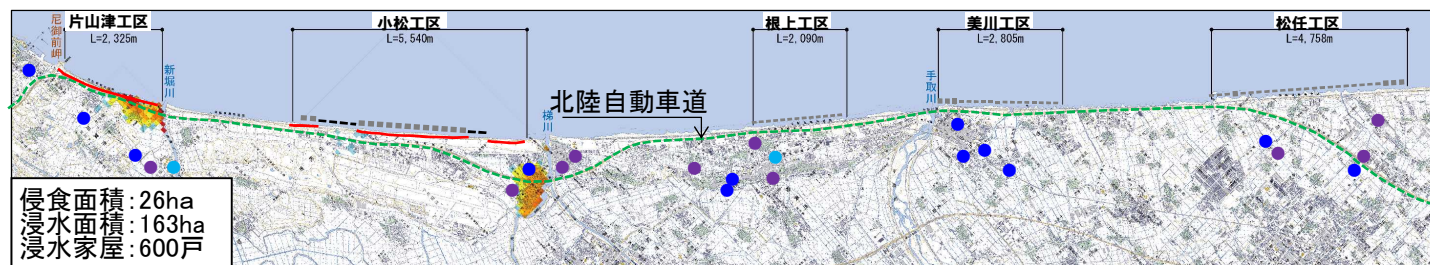 片山津工区
L=2,325m
小松工区
L=5,540m
根上工区
L=2,090m
美川工区
L=2,805m
松任工区
L=4,758m
尼御前岬
新堀川
梯川
手取川
北陸自動車道
侵食面積:26ha
浸水面積:163ha
浸水家屋:600戸